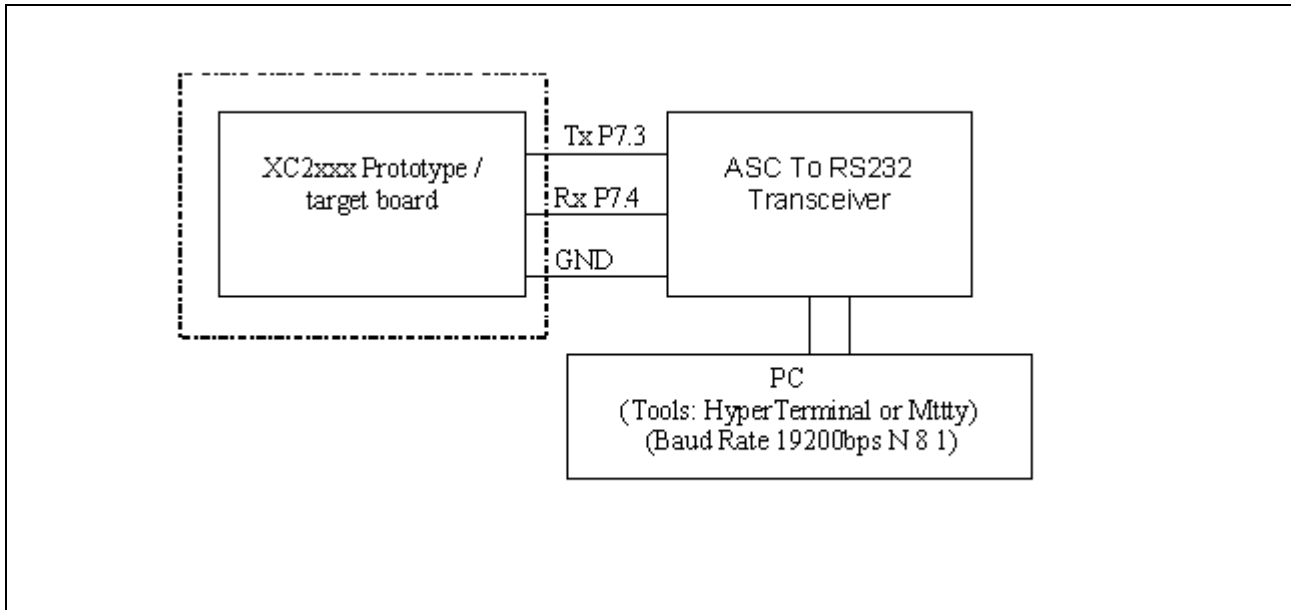 XC2xxx Prototype /
target board
Tx P7.3
Rx P7.4
GND
ASC To RS232
Transceiver
PC
(Tools: HyperTerminal or Mttty)
(Baud Rate 19200bps N 8 1)